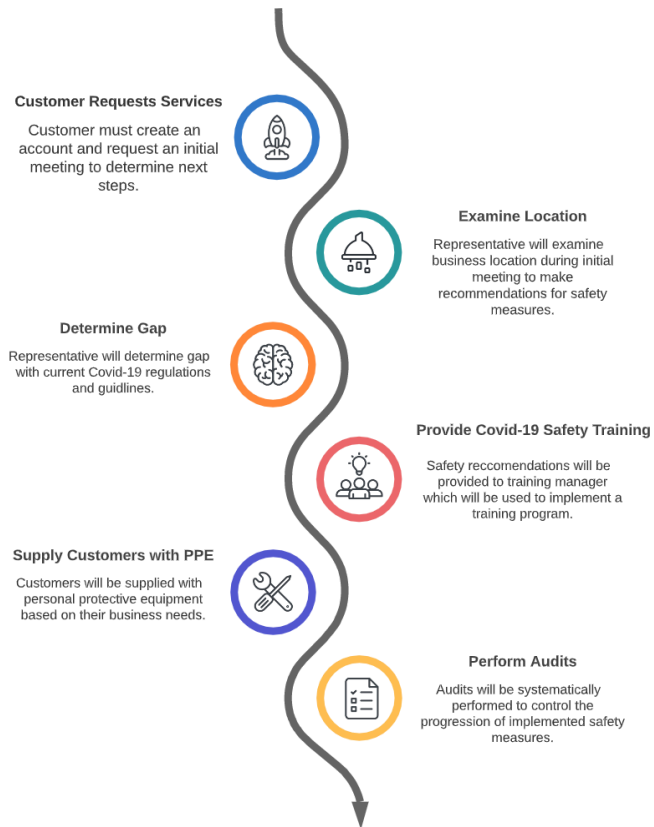 Customer Requests Services
Customer must create an
account and request an initial
meeting to determine next
steps.
Examine Location
Representative will examine
business location during initial
meeting to make
recommendations for safety
measures.
Determine Gap
Representative will determine gap
with current Covid-19 regulations
and guidlines.
Provide Covid-19 Safety Training
Safety reccomendations will be
provided to training manager
which will be used to implement a
training program.
Supply Customers with PPE
Customers will be supplied with
personal protective equipment
based on their business needs.
Perform Audits
Audits will be systematically
performed to control the
progression of implemented safety
measures.